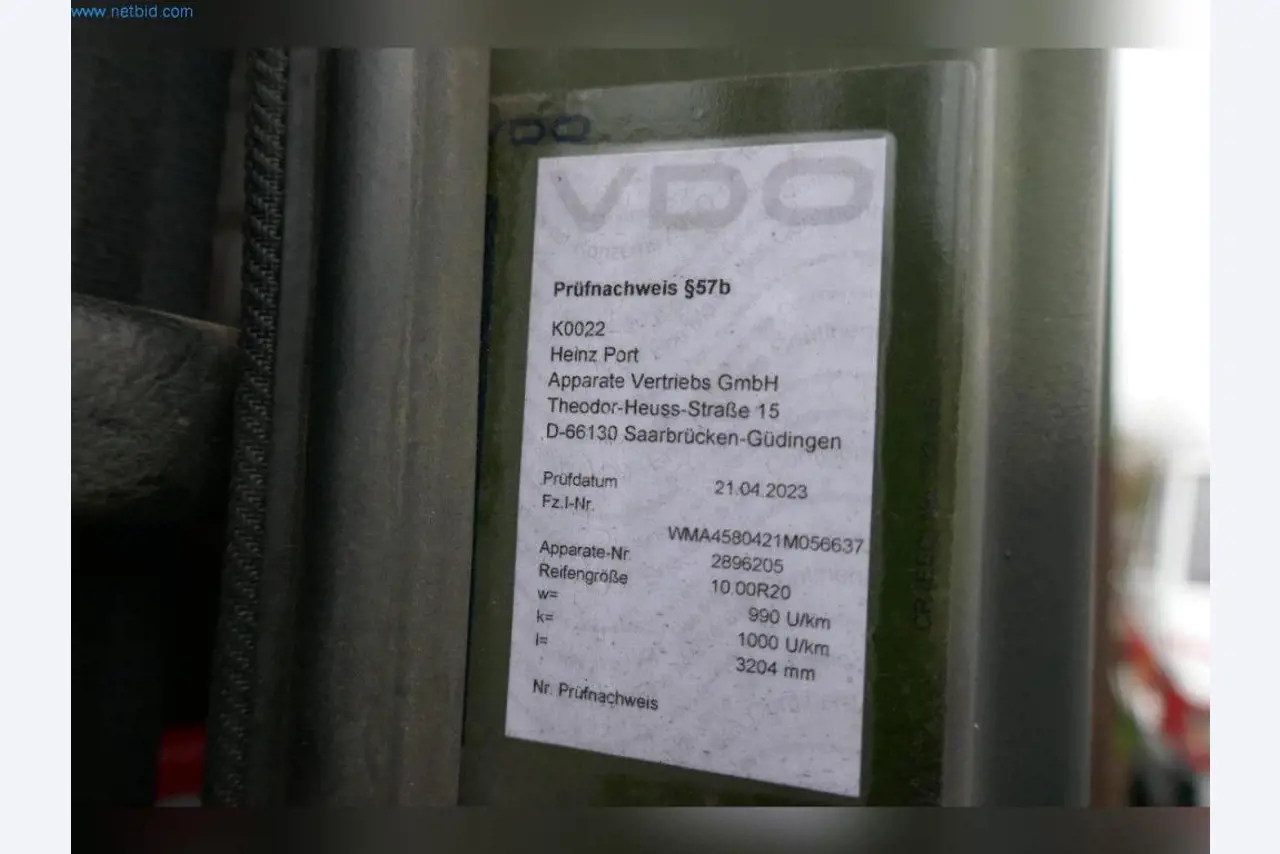 www.netbid.com
VDO
VDO
Prüfnachweis §57b
K0022
Heinz Port
Apparate Vertriebs GmbH
Theodor-Heuss-Straße 15
D-66130 Saarbrücken-Güdingen
Prüfdatum 21.04.2023
Fz.I-Nr. WMA4580421M056637
Apparate-Nr. 2896205
Reifengröße 10.00R20
w= 990 U/km
k= 1000 U/km
l= 3204 mm
Nr. Prüfnachweis